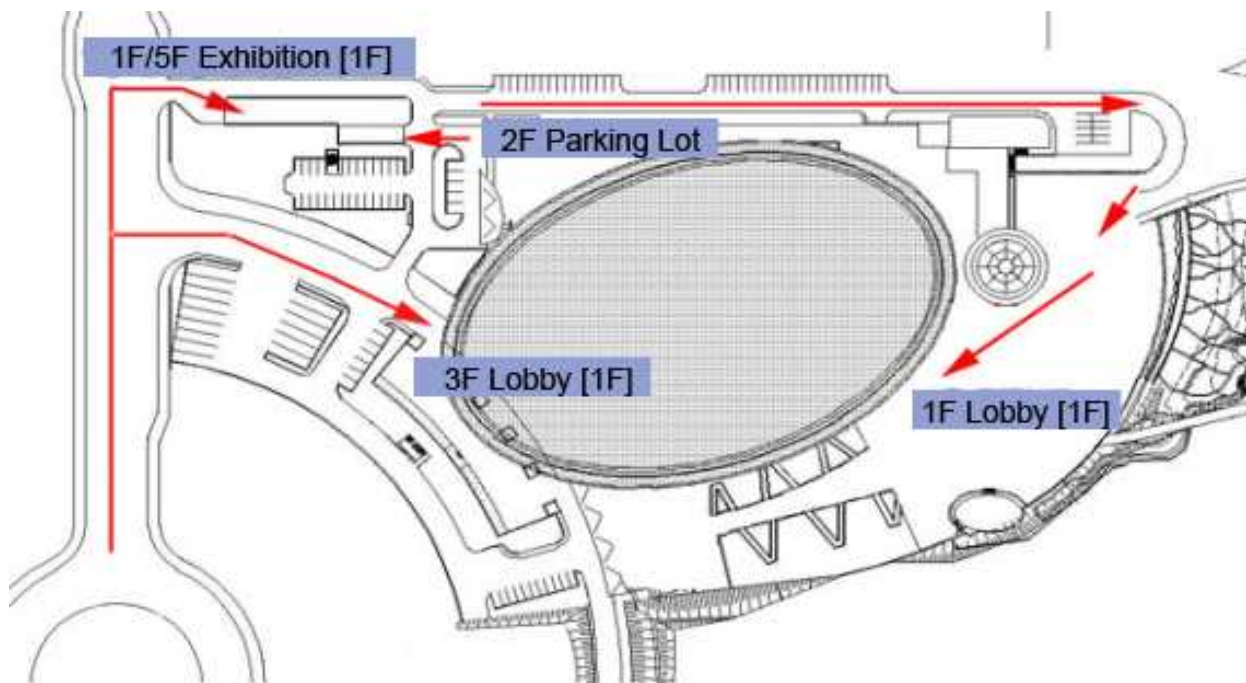 1F/5F Exhibition [1F]
2F Parking Lot
3F Lobby [1F]
1F Lobby [1F]